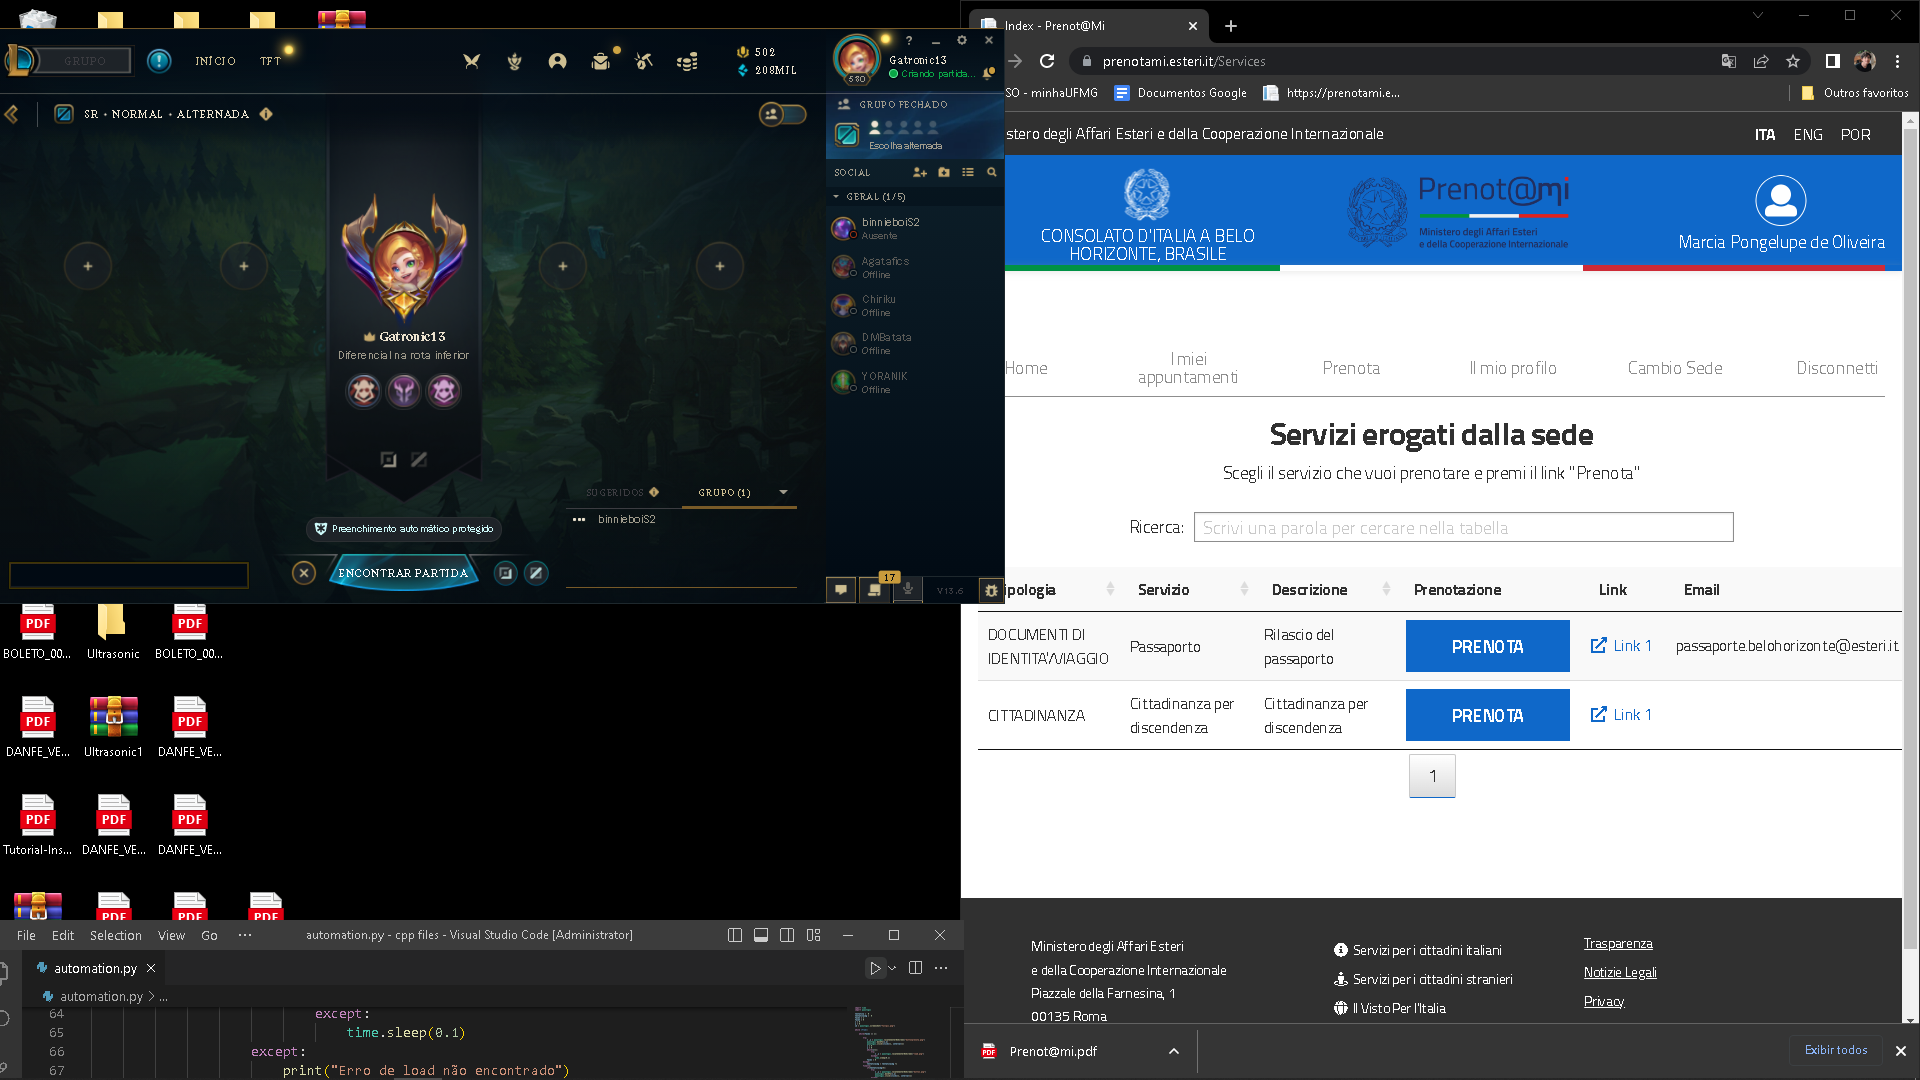 GRUPO
INÍCIO
TFT
502
208MIL
580
Gatronic13
Criando partida...
SR • NORMAL • ALTERNADA
GRUPO FECHADO
Escolha alternada
SOCIAL
GERAL (1/5)
binnieboiS2
Ausente
Agatafics
Offline
Chiriku
Offline
DMBatata
Offline
YORANIK
Offline
Gatronic13
Diferencial na rota inferior
SUGERIDOS
GRUPO (1)
binnieboiS2
Preenchimento automático protegido
ENCONTRAR PARTIDA
17
V13.6
BOLETO_00...
Ultrasonic
BOLETO_00...
DANFE_VE...
Ultrasonic1
DANFE_VE...
Tutorial-Ins...
DANFE_VE...
DANFE_VE...
PDF
PDF
PDF
PDF
PDF
PDF
PDF
PDF
PDF
PDF
File Edit Selection View Go ···
automation.py - cpp files - Visual Studio Code [Administrator]
automation.py
automation.py > ...
64 except:
65 time.sleep(0.1)
66 except:
67 print("Erro de load não encontrado")
Index - Prenot@Mi
prenotami.esteri.it/Services
SO - minhaUFMG
Documentos Google
https://prenotami.e...
Outros favoritos
stero degli Affari Esteri e della Cooperazione Internazionale
ITA ENG POR
CONSOLATO D'ITALIA A BELO
HORIZONTE, BRASILE
Prenot@mi
Ministero degli Affari Esteri
e della Cooperazione Internazionale
Marcia Pongelupe de Oliveira
Home
I miei
appuntamenti
Prenota
Il mio profilo
Cambio Sede
Disconnetti
Servizi erogati dalla sede
Scegli il servizio che vuoi prenotare e premi il link "Prenota"
Ricerca: Scrivi una parola per cercare nella tabella
ipologia Servizio Descrizione Prenotazione Link Email
DOCUMENTI DI
IDENTITA'/VIAGGIO
Passaporto
Rilascio del
passaporto
PRENOTA
Link 1
passaporte.belohorizonte@esteri.it
CITTADINANZA
Cittadinanza per
discendenza
Cittadinanza per
discendenza
PRENOTA
Link 1
1
Ministero degli Affari Esteri
e della Cooperazione Internazionale
Piazzale della Farnesina, 1
00135 Roma
Servizi per i cittadini italiani
Servizi per i cittadini stranieri
Il Visto Per l'Italia
Trasparenza
Notizie Legali
Privacy
PDF
Prenot@mi.pdf
Exibir todos